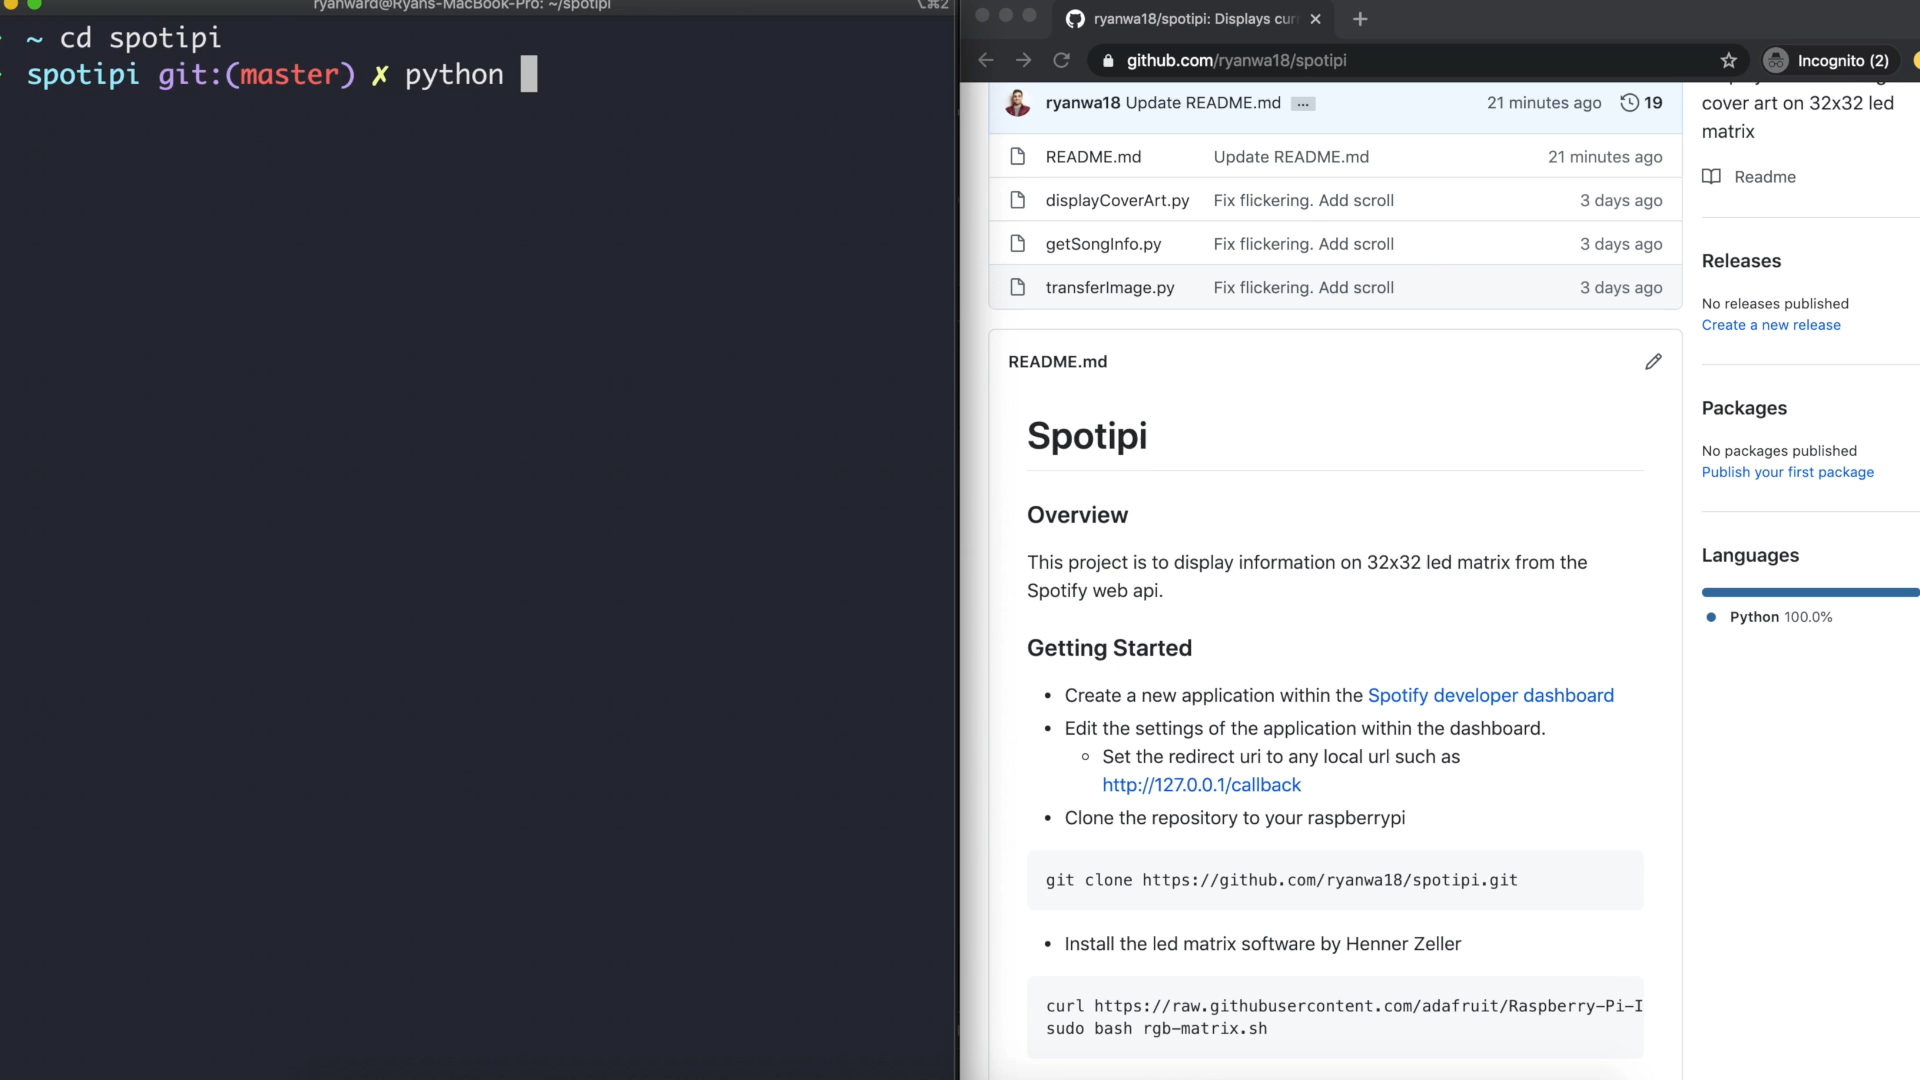 ryanward@Ryans-MacBook-Pro: ~/spotipi
⌥⌘2
~ cd spotipi
spotipi git:(master) ✗ python
ryanwa18/spotipi: Displays cur
github.com/ryanwa18/spotipi
Incognito (2)
ryanwa18 Update README.md ... 21 minutes ago 19
README.md Update README.md 21 minutes ago
displayCoverArt.py Fix flickering. Add scroll 3 days ago
getSongInfo.py Fix flickering. Add scroll 3 days ago
transferImage.py Fix flickering. Add scroll 3 days ago
README.md
Spotipi
Overview
This project is to display information on 32x32 led matrix from the
Spotify web api.
Getting Started
• Create a new application within the Spotify developer dashboard
• Edit the settings of the application within the dashboard.
◦ Set the redirect uri to any local url such as
http://127.0.0.1/callback
• Clone the repository to your raspberrypi
git clone https://github.com/ryanwa18/spotipi.git
• Install the led matrix software by Henner Zeller
curl https://raw.githubusercontent.com/adafruit/Raspberry-Pi-I
sudo bash rgb-matrix.sh
cover art on 32x32 led
matrix
Readme
Releases
No releases published
Create a new release
Packages
No packages published
Publish your first package
Languages
Python 100.0%